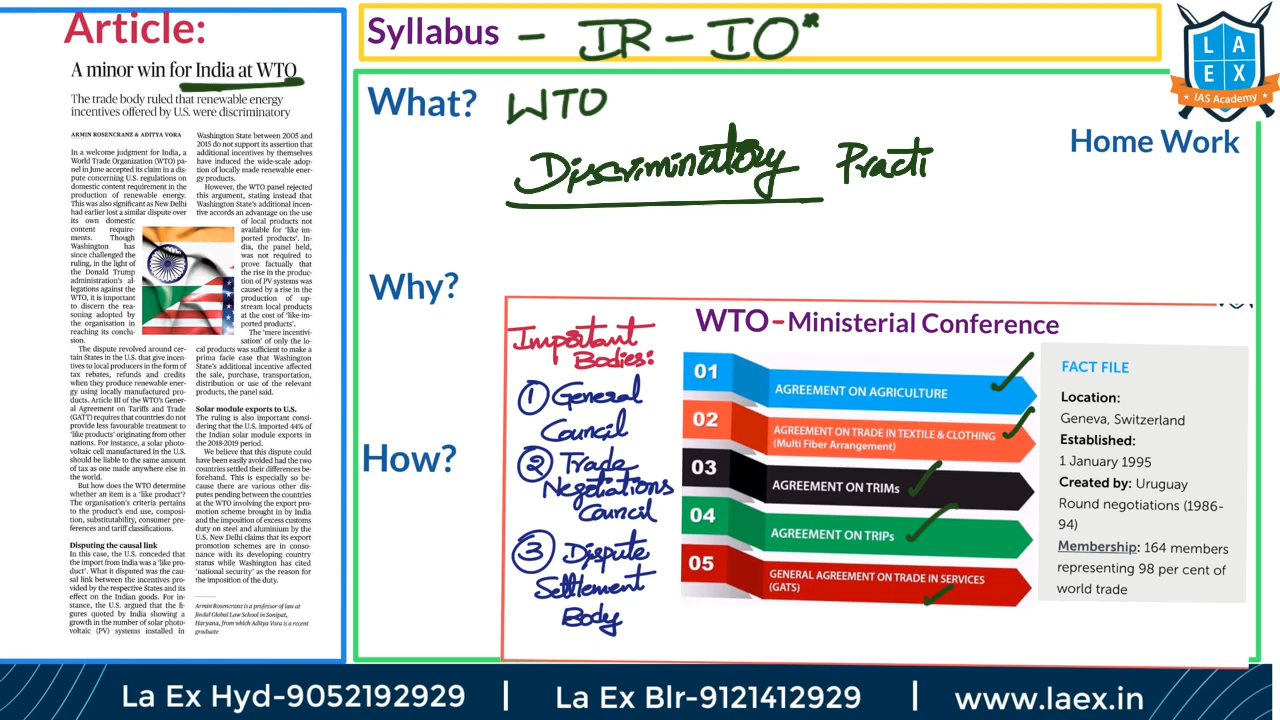 Article:
A minor win for India at WTO
The trade body ruled that renewable energy
incentives offered by U.S. were discriminatory
ARMIN ROSENCRANZ & ADITYA VORA
In a welcome judgment for India, a
World Trade Organization (WTO) pa-
nel in June accepted its claim in a dis-
pute concerning U.S. regulations on
domestic content requirement in the
production of renewable energy.
This was also significant as New Delhi
had earlier lost a similar dispute over
its own domestic
content require-
ments. Though
Washington has
since challenged the
ruling, in the light of
the Donald Trump
administration's al-
legations against the
WTO, it is important
to discern the rea-
soning adopted by
the organisation in
reaching its conclu-
sion.
The dispute revolved around cer-
tain States in the U.S. that give incen-
tives to local producers in the form of
tax rebates, refunds and credits
when they produce renewable ener-
gy using locally manufactured pro-
ducts. Article III of the WTO's Gener-
al Agreement on Tariffs and Trade
(GATT) requires that countries do not
provide less favourable treatment to
'like products' originating from other
nations. For instance, a solar photo-
voltaic cell manufactured in the U.S.
should be liable to the same amount
of tax as one made anywhere else in
the world.
But how does the WTO determine
whether an item is a 'like product'?
The organisation's criteria pertains
to the product's end use, composi-
tion, substitutability, consumer pre-
ferences and tariff classifications.
Disputing the causal link
In this case, the U.S. conceded that
the import from India was a 'like pro-
duct'. What it disputed was the cau-
sal link between the incentives pro-
vided by the respective States and its
effect on the Indian goods. For in-
stance, the U.S. argued that the fi-
gures quoted by India showing a
growth in the number of solar photo-
voltaic (PV) systems installed in
Washington State between 2005 and
2015 do not support its assertion that
additional incentives by themselves
have induced the wide-scale adop-
tion of locally made renewable ener-
gy products.
However, the WTO panel rejected
this argument, stating instead that
Washington State's additional incen-
tive accords an advantage on the use
of local products not
available for 'like im-
ported products'. In-
dia, the panel held,
was not required to
prove factually that
the rise in the produc-
tion of PV systems was
caused by a rise in the
production of up-
stream local products
at the cost of 'like-im-
ported products'.
The 'mere incentivi-
sation' of only the lo-
cal products was sufficient to make a
prima facie case that Washington
State's additional incentive affected
the sale, purchase, transportation,
distribution or use of the relevant
products, the panel said.
Solar module exports to U.S.
The ruling is also important consi-
dering that the U.S. imported 44% of
the Indian solar module exports in
the 2018-2019 period.
We believe that this dispute could
have been easily avoided had the two
countries settled their differences be-
forehand. This is especially so be-
cause there are various other dis-
putes pending between the countries
at the WTO involving the export pro-
motion scheme brought in by India
and the imposition of excess customs
duty on steel and aluminium by the
U.S. New Delhi claims that its export
promotion schemes are in conso-
nance with its developing country
status while Washington has cited
'national security' as the reason for
the imposition of the duty.
Armin Rosencranz is a professor of law at
Jindal Global Law School in Sonipat,
Haryana, from which Aditya Vora is a recent
graduate
Syllabus - IR - IO*
What? WTO
Discriminatory Practi
Home Work
Why?
How?
L A
E X
IAS Academy
Important
Bodies:
① General
Council
② Trade
Negotiations
Council
③ Dispute
Settlement
Body
WTO-Ministerial Conference
01 AGREEMENT ON AGRICULTURE
02 AGREEMENT ON TRADE IN TEXTILE & CLOTHING
(Multi Fiber Arrangement)
03 AGREEMENT ON TRIMs
04 AGREEMENT ON TRIPs
05 GENERAL AGREEMENT ON TRADE IN SERVICES
(GATS)
FACT FILE
Location:
Geneva, Switzerland
Established:
1 January 1995
Created by: Uruguay
Round negotiations (1986-
94)
Membership: 164 members
representing 98 per cent of
world trade
La Ex Hyd-9052192929 | La Ex Blr-9121412929 | www.laex.in